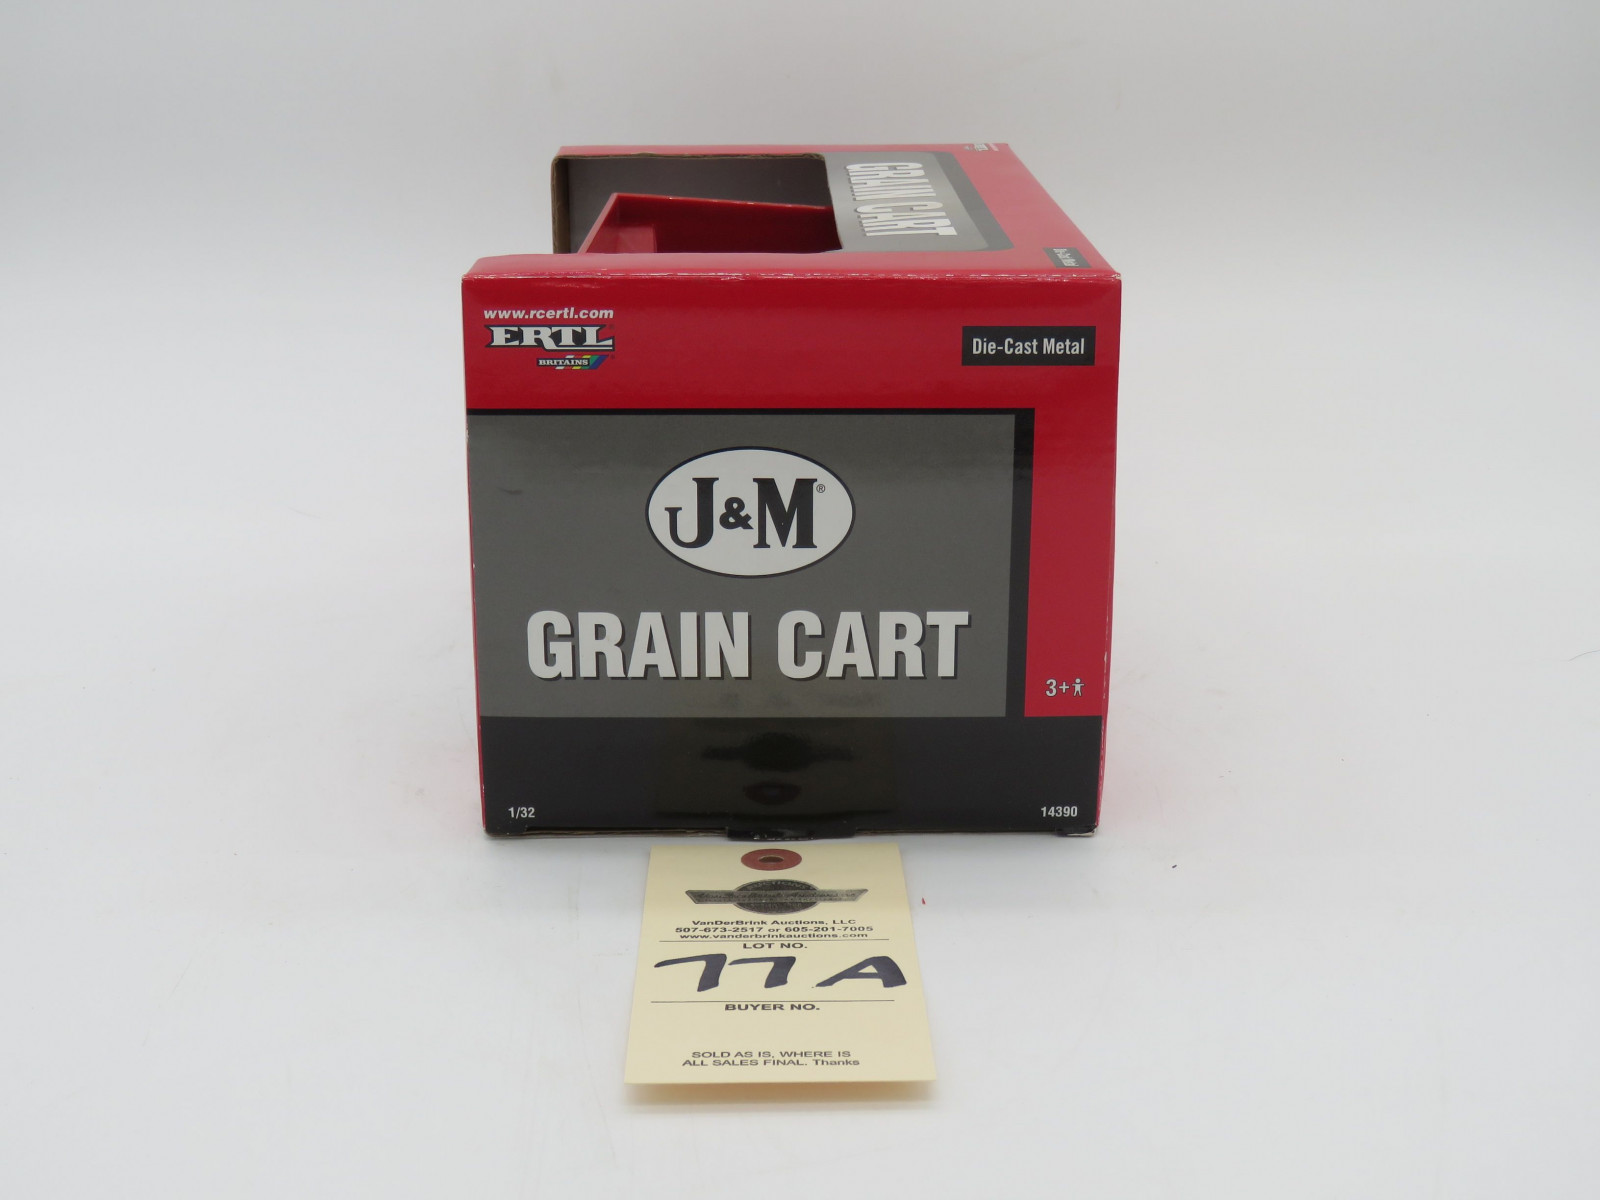 GRAIN CART
www.rcertl.com
ERTL
BRITAINS
Die-Cast Metal
J&M®
GRAIN CART
3+
1/32
14390
VanDerBrink Auctions, LLC
507-673-2517 or 605-201-7005
www.vanderbrinkauctions.com
LOT NO.
77A
BUYER NO.
SOLD AS IS, WHERE IS
ALL SALES FINAL. Thanks